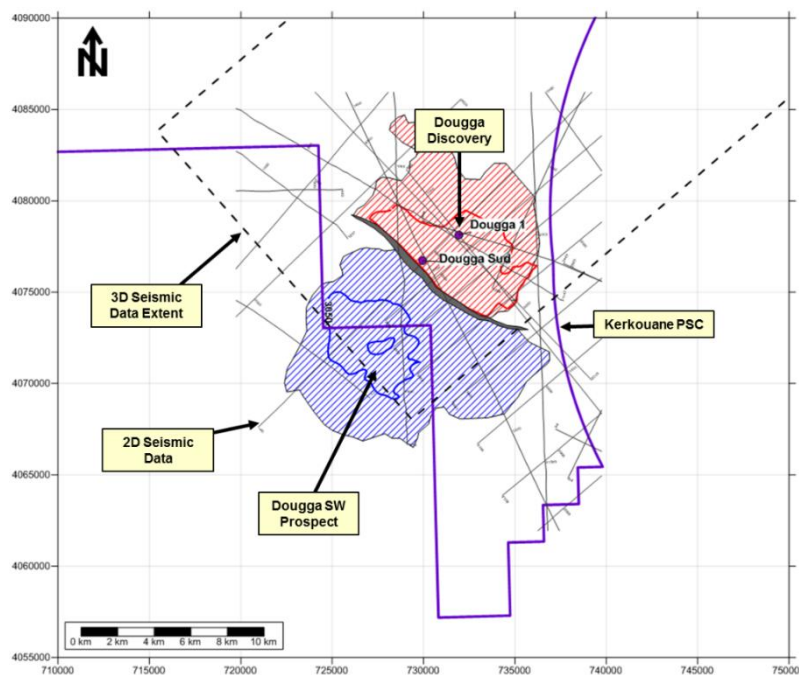 4090000
4085000
4080000
4075000
4070000
4065000
4060000
4055000
N
Dougga
Discovery
Dougga 1
Dougga Sud
3D Seismic
Data Extent
Kerkouane PSC
3850
2D Seismic
Data
Dougga SW
Prospect
0 km 2 km 4 km 6 km 8 km 10 km
710000 715000 720000 725000 730000 735000 740000 745000 75000